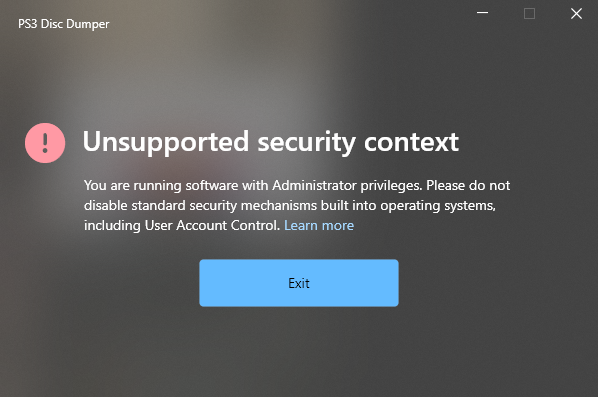 PS3 Disc Dumper
Unsupported security context
You are running software with Administrator privileges. Please do not
disable standard security mechanisms built into operating systems,
including User Account Control. Learn more
Exit